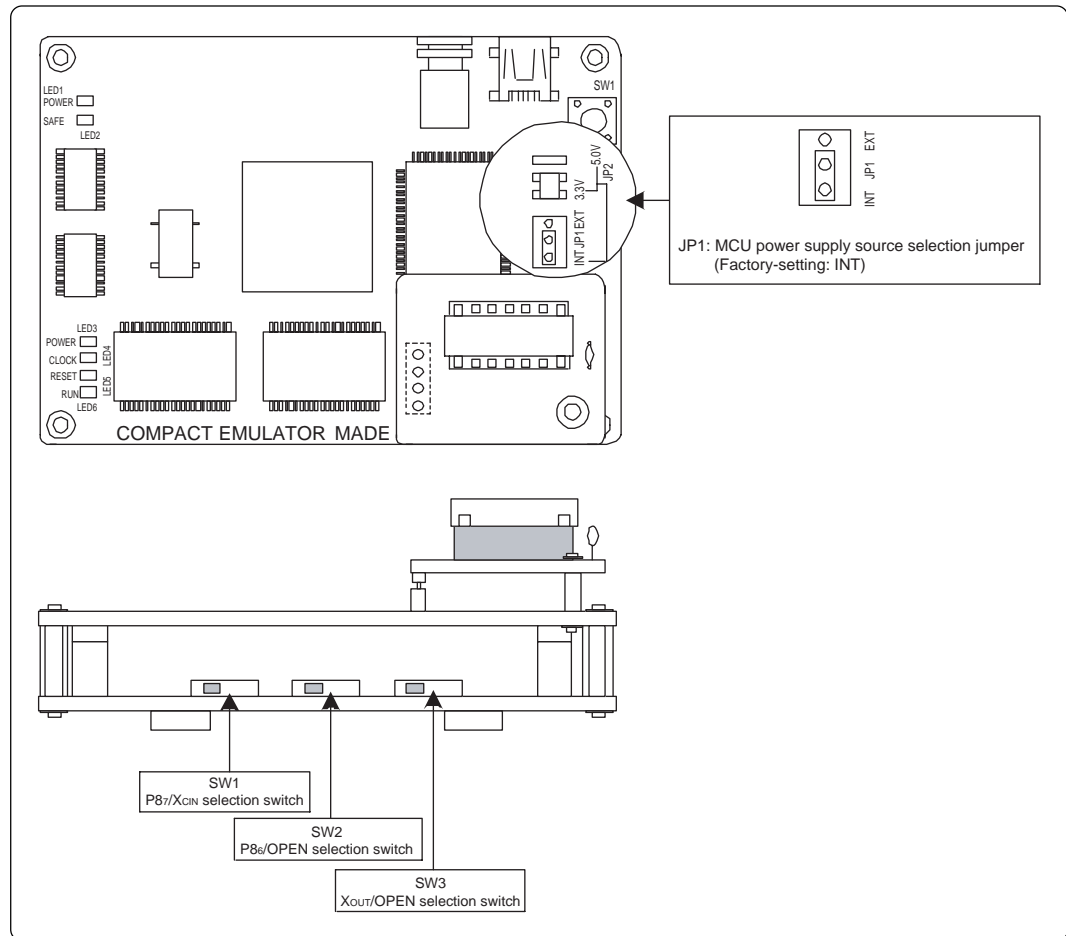 LED1
POWER
SAFE
LED2
SW1
5.0V
JP2
3.3V
INT JP1 EXT
INT JP1 EXT
JP1: MCU power supply source selection jumper
(Factory-setting: INT)
LED3
POWER
CLOCK
LED4
RESET
LED5
RUN
LED6
COMPACT EMULATOR MADE
SW1
P87/XCIN selection switch
SW2
P86/OPEN selection switch
SW3
XOUT/OPEN selection switch